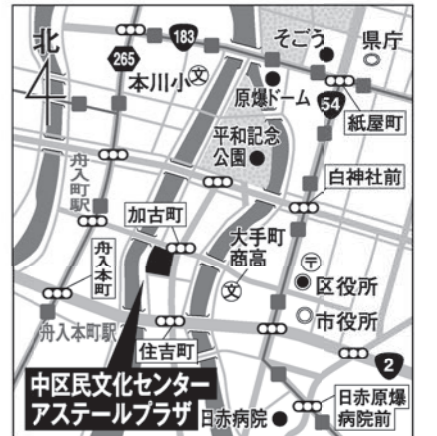 北
183
そごう
県庁
265
本川小
文
原爆ドーム
54
紙屋町
平和記念
公園
舟入町駅
白神社前
加古町
大手町
商高
文
舟入本町
〒
区役所
市役所
舟入本町駅
住吉町
2
中区民文化センター
アステールプラザ
日赤病院
日赤原爆
病院前